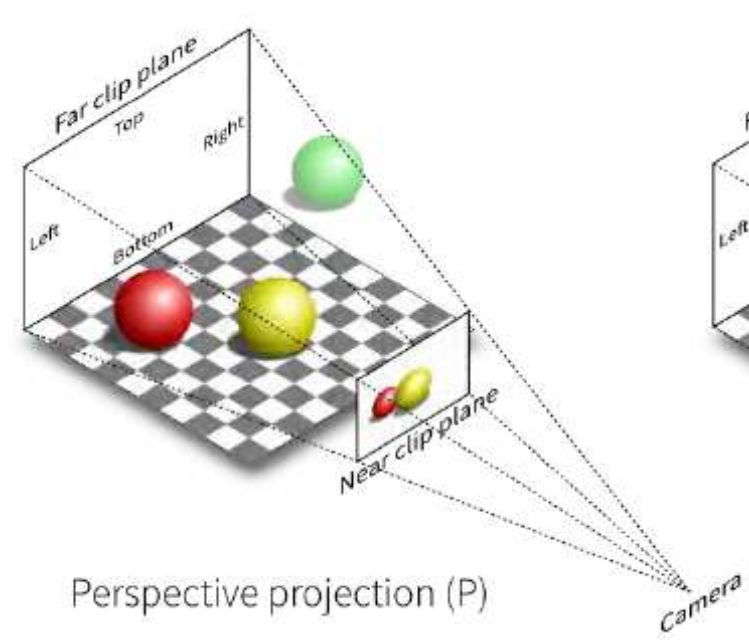 Far clip plane
Top
Right
Left
Bottom
Near clip plane
Camera
Perspective projection (P)
Left